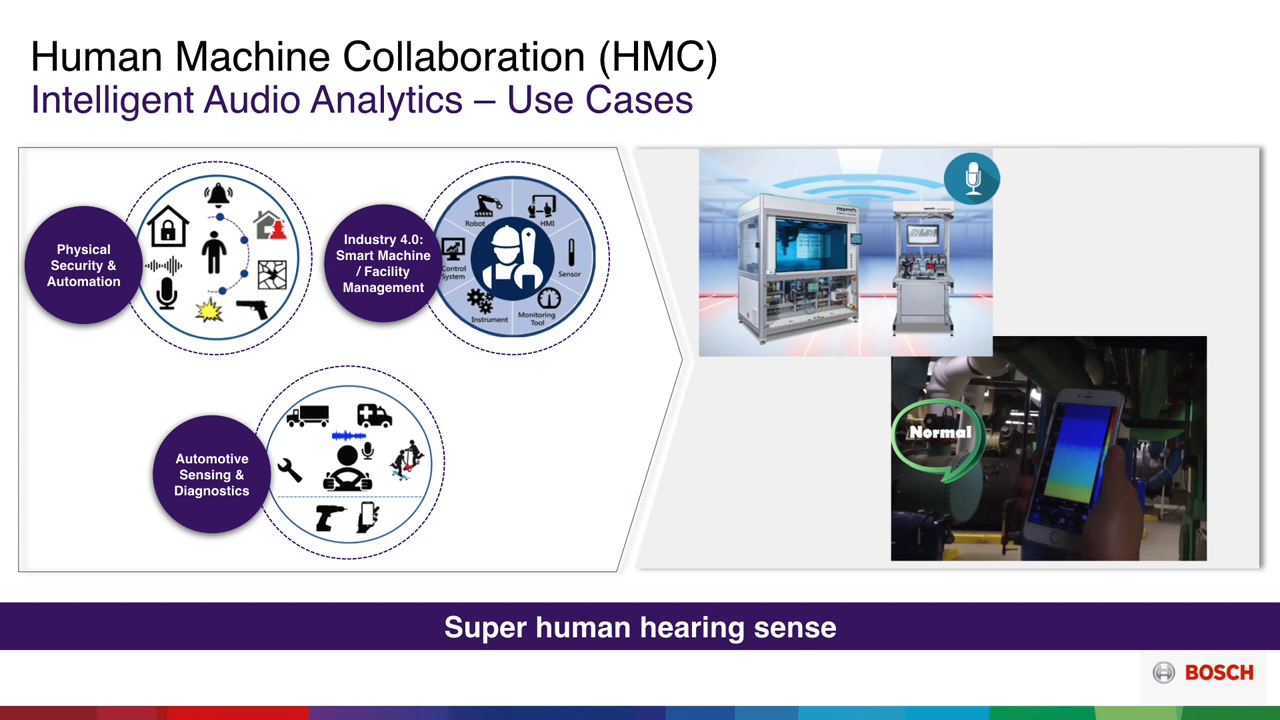 Human Machine Collaboration (HMC)
Intelligent Audio Analytics – Use Cases
Physical
Security &
Automation
Industry 4.0:
Smart Machine
/ Facility
Management
Robot
HMI
Control
System
Sensor
Instrument
Monitoring
Tool
Automotive
Sensing &
Diagnostics
Normal
Super human hearing sense
BOSCH